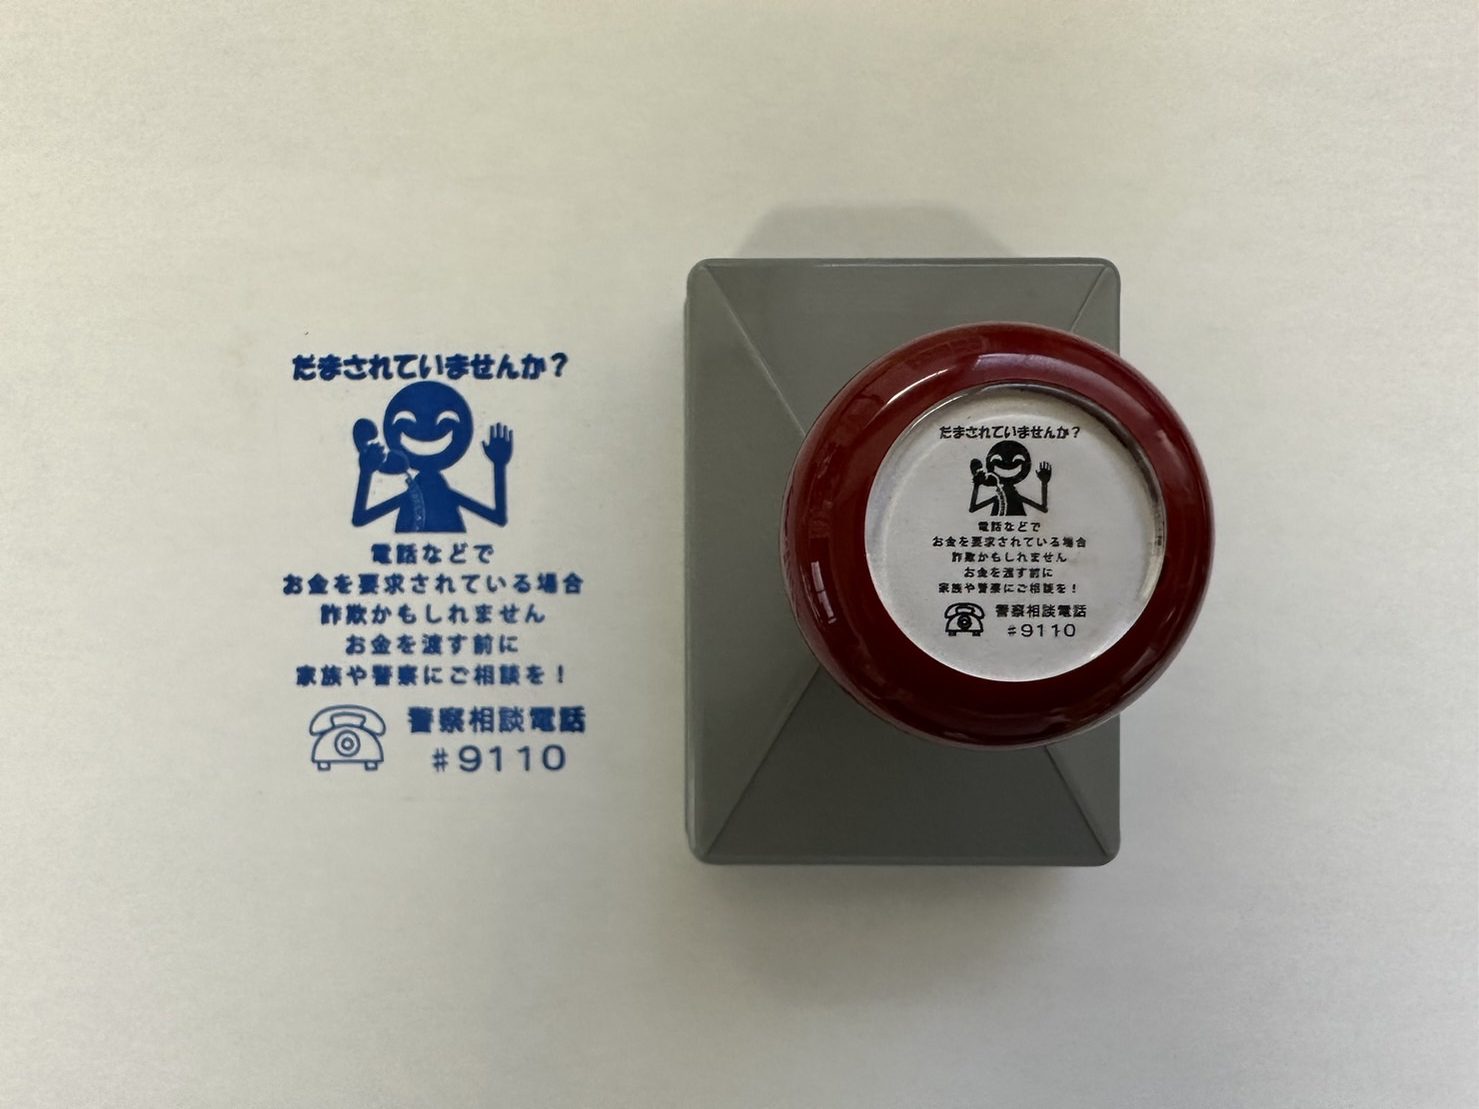 だまされていませんか？
電話などで
お金を要求されている場合
詐欺かもしれません
お金を渡す前に
家族や警察にご相談を！
警察相談電話
♯9110
だまされていませんか？
電話などで
お金を要求されている場合
詐欺かもしれません
お金を渡す前に
家族や警察にご相談を！
警察相談電話
♯9110